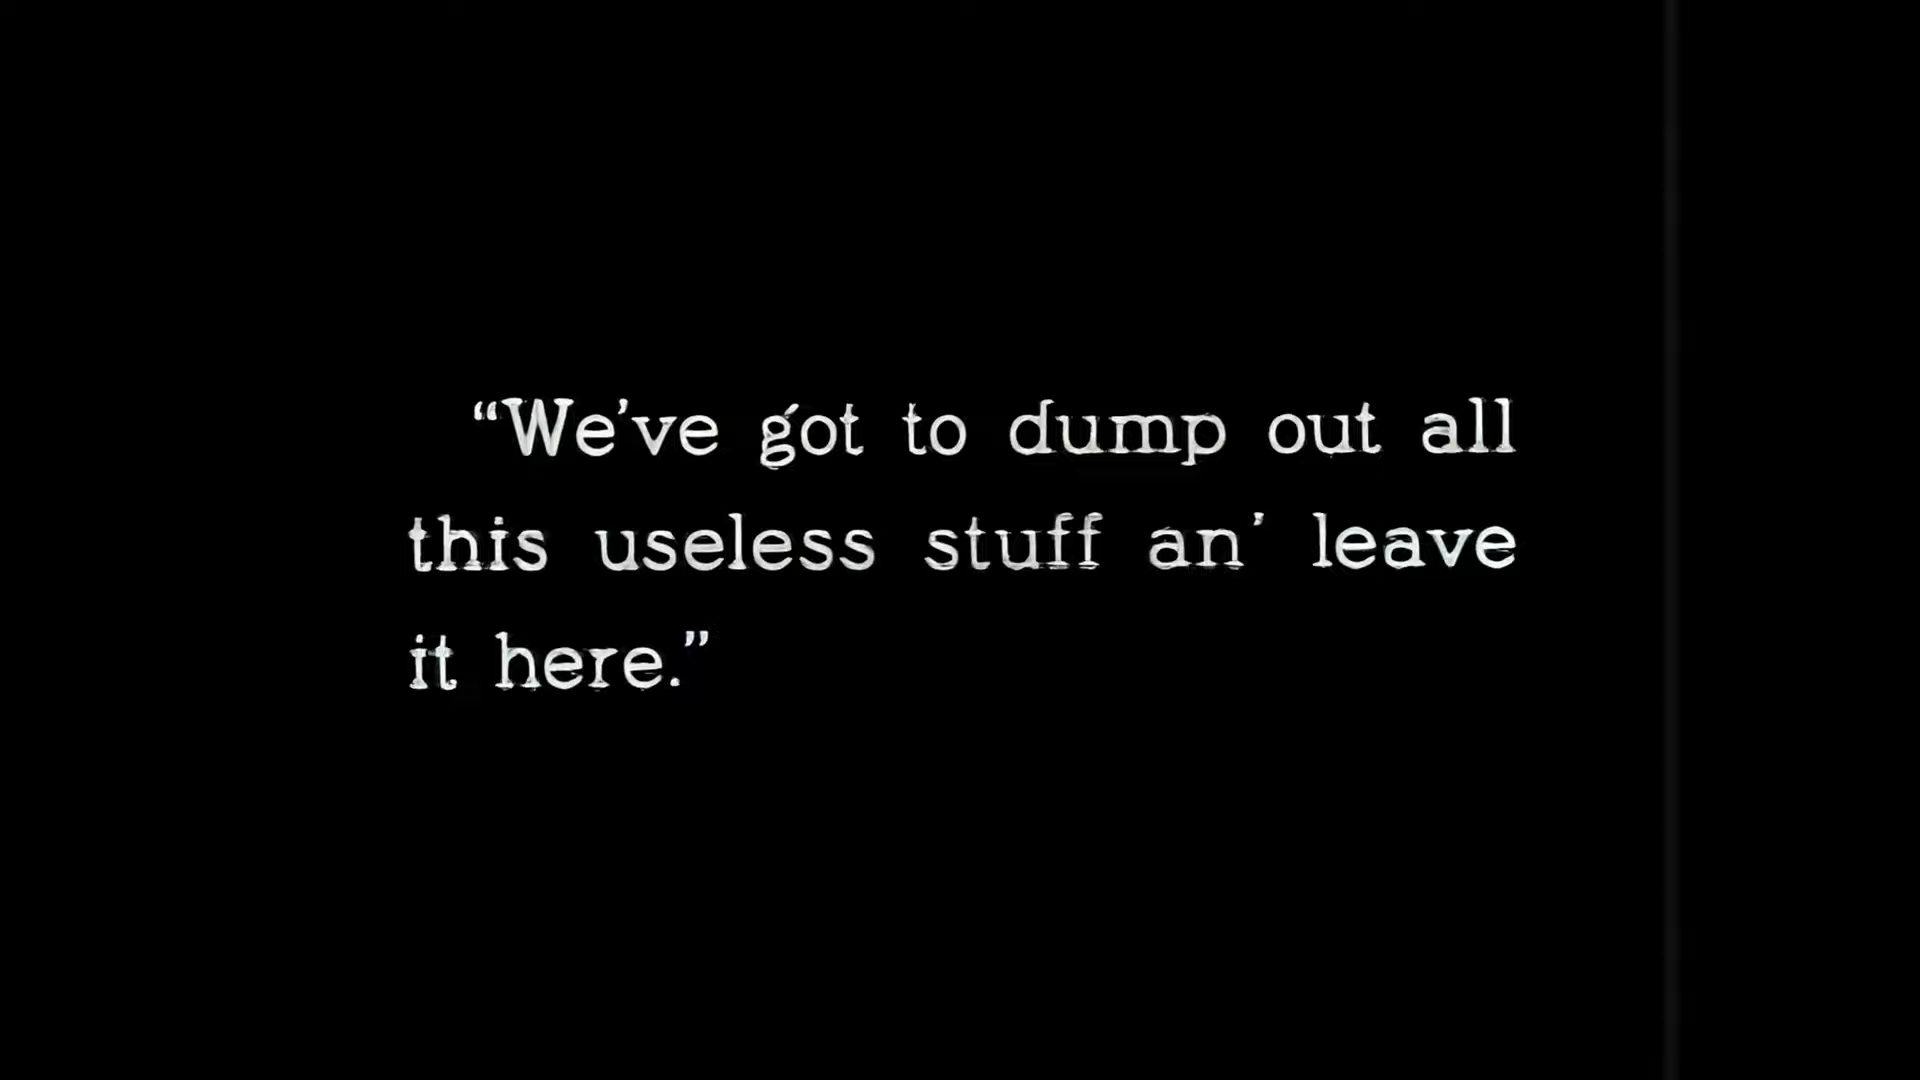 “We’ve got to dump out all
this useless stuff an’ leave
it here.”